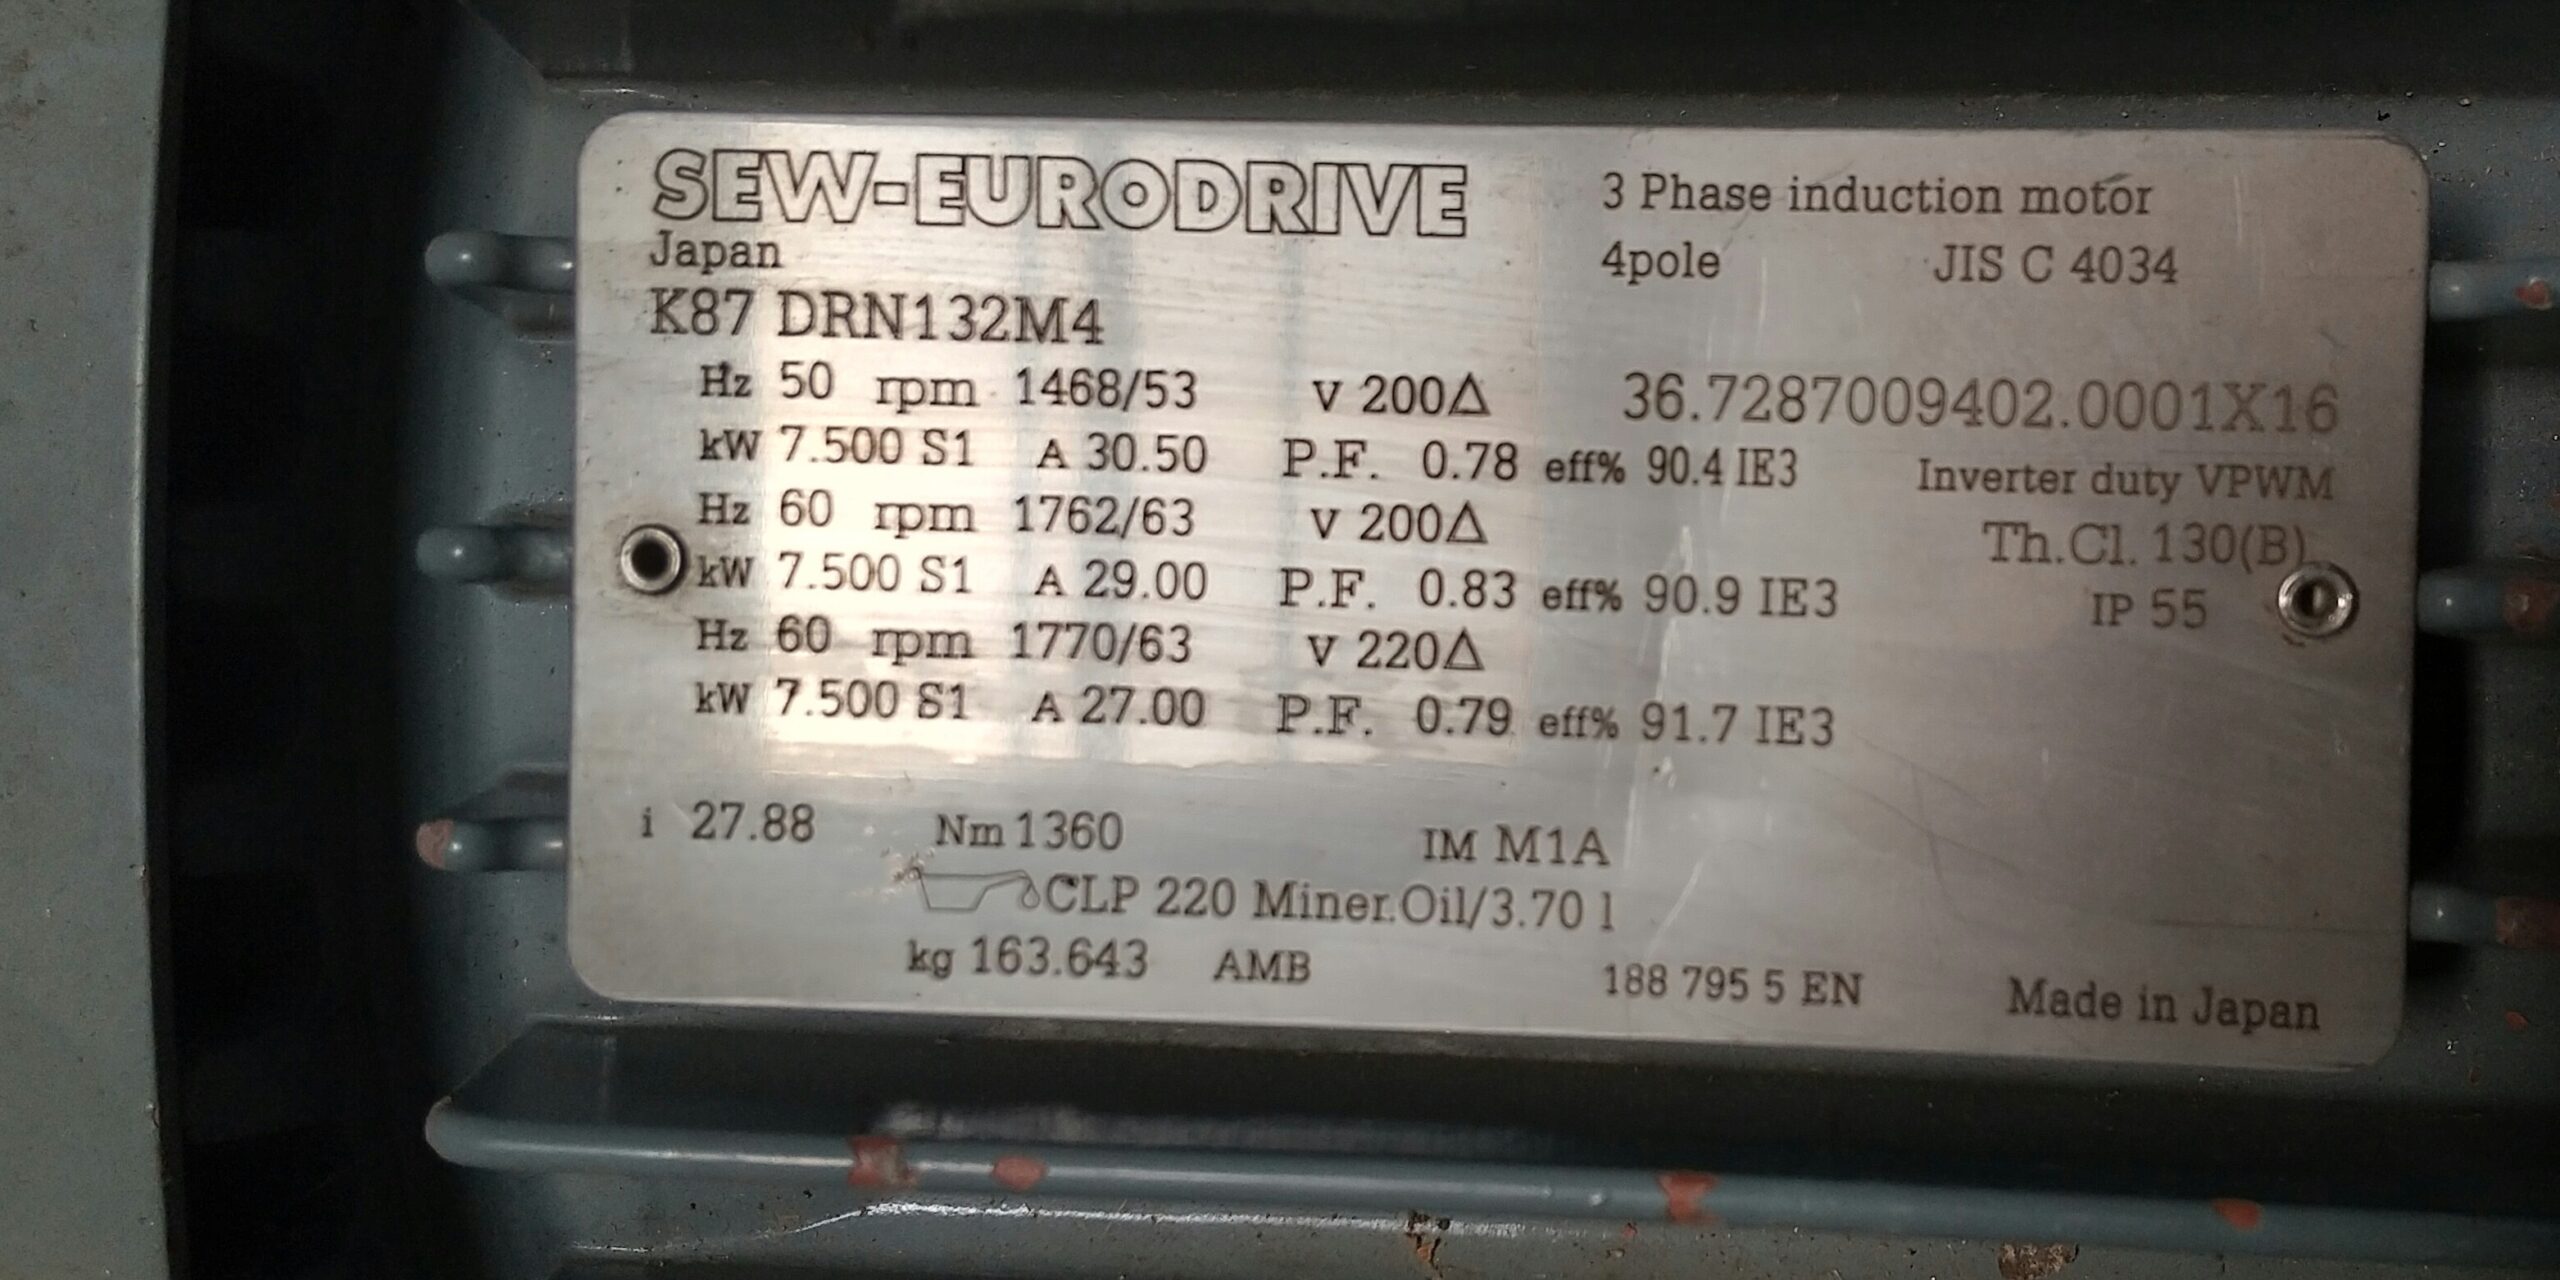 SEW-EURODRIVE
Japan
3 Phase induction motor
4pole JIS C 4034
K87 DRN132M4
Hz 50 rpm 1468/53 V 200Δ 36.7287009402.0001X16
kW 7.500 S1 A 30.50 P.F. 0.78 eff% 90.4 IE3 Inverter duty VPWM
Hz 60 rpm 1762/63 V 200Δ Th.Cl. 130(B)
kW 7.500 S1 A 29.00 P.F. 0.83 eff% 90.9 IE3 IP 55
Hz 60 rpm 1770/63 V 220Δ
kW 7.500 S1 A 27.00 P.F. 0.79 eff% 91.7 IE3
i 27.88 Nm 1360 IM M1A
CLP 220 Miner.Oil/3.70 l
kg 163.643 AMB 188 795 5 EN Made in Japan